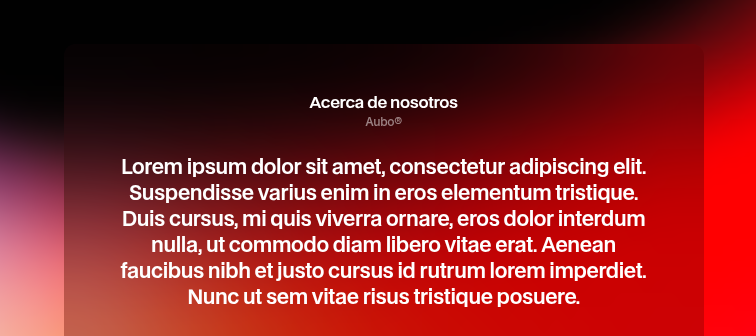 Acerca de nosotros
Aubo®
Lorem ipsum dolor sit amet, consectetur adipiscing elit.
Suspendisse varius enim in eros elementum tristique.
Duis cursus, mi quis viverra ornare, eros dolor interdum
nulla, ut commodo diam libero vitae erat. Aenean
faucibus nibh et justo cursus id rutrum lorem imperdiet.
Nunc ut sem vitae risus tristique posuere.